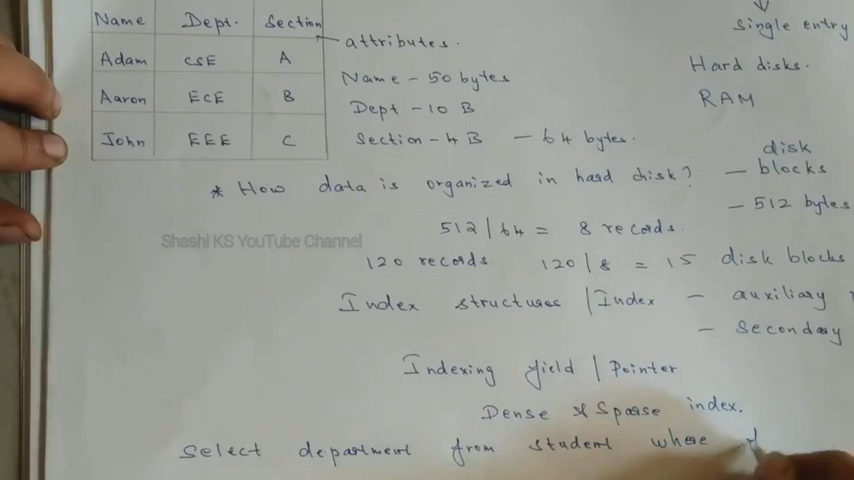 Name Dept. Section
Adam CSE A
Aaron ECE B
John EEE C
attributes.
Name - 50 bytes
Dept - 10 B
Section - 4 B - 64 bytes.
single entry
Hard disks.
RAM
* How data is organized in hard disk? - disk blocks
- 512 bytes
512 / 64 = 8 records.
Shashi KS YouTube Channel
120 records 120 / 8 = 15 disk blocks
Index structures / Index - auxiliary
- Secondary
Indexing field / Pointer
Dense & Sparse index.
Select department from student where